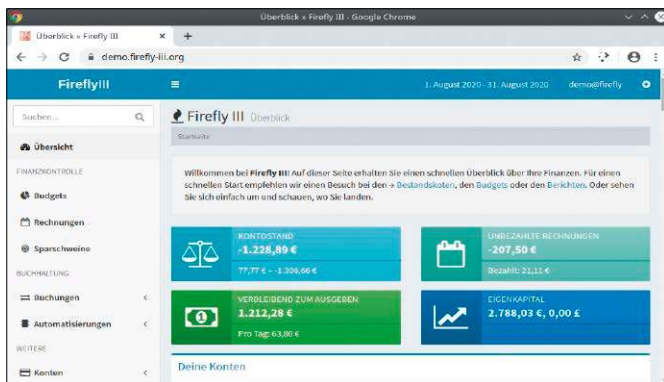 Überblick » Firefly III - Google Chrome
Überblick » Firefly III
demo.firefly-iii.org
FireflyIII
1. August 2020 - 31. August 2020
demo@firefly
Suchen...
Firefly III Überblick
Startseite
Übersicht
FINANZKONTROLLE
Budgets
Rechnungen
Sparschweine
BUCHHALTUNG
Buchungen
Automatisierungen
WEITERE
Konten
Willkommen bei Firefly III! Auf dieser Seite erhalten Sie einen schnellen Überblick über Ihre Finanzen. Für einen
schnellen Start empfehlen wir einen Besuch bei den → Bestandskoten, den Budgets oder den Berichten. Oder sehen
Sie sich einfach um und schauen, wo Sie landen.
KONTOSTAND
-1.228,89 €
77,77 € - -1.306,66 €
UNBEZAHLTE RECHNUNGEN
-207,50 €
Bezahlt: 21,11 €
VERBLEIBEND ZUM AUSGEBEN
1.212,28 €
Pro Tag: 63,80 €
EIGENKAPITAL
2.788,03 €, 0,00 £
Deine Konten